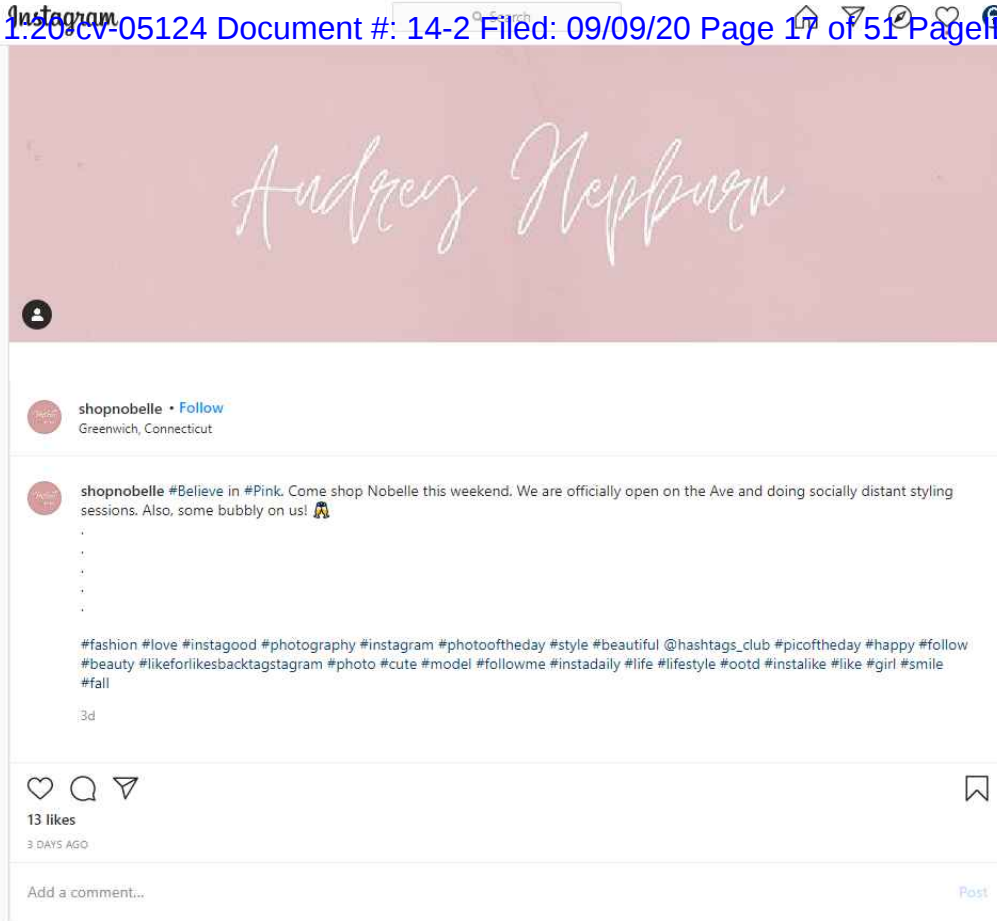 Instagram
Search
1:20-cv-05124 Document #: 14-2 Filed: 09/09/20 Page 17 of 51
Audrey Hepburn
shopnobelle • Follow
Greenwich, Connecticut
shopnobelle #Believe in #Pink. Come shop Nobelle this weekend. We are officially open on the Ave and doing socially distant styling
sessions. Also, some bubbly on us! 🥂
.
.
.
.
.
#fashion #love #instagood #photography #instagram #photooftheday #style #beautiful @hashtags_club #picoftheday #happy #follow
#beauty #likeforlikesbacktagstagram #photo #cute #model #followme #instadaily #life #lifestyle #ootd #instalike #like #girl #smile
#fall
3d
13 likes
3 DAYS AGO
Add a comment...
Post